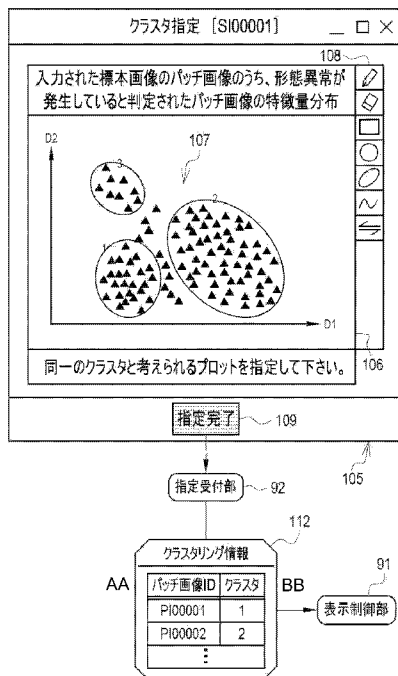 クラスタ指定 [SI00001]
108
入力された標本画像のパッチ画像のうち、形態異常が
発生していると判定されたパッチ画像の特徴量分布
D2
3
107
2
1
D1
106
同一のクラスタと考えられるプロットを指定して下さい。
指定完了
109
105
指定受付部
92
112
クラスタリング情報
AA
BB
パッチ画像ID クラスタ
PI00001 1
PI00002 2
91
表示制御部